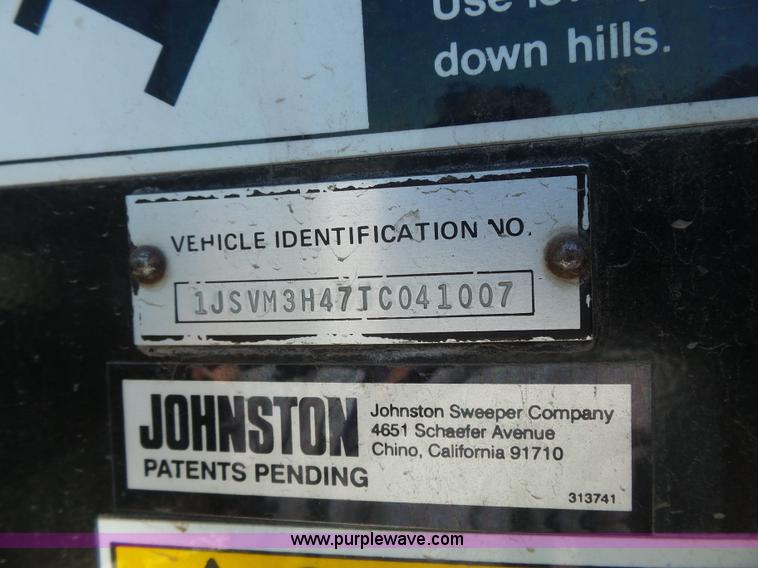 down hills.
VEHICLE IDENTIFICATION NO.
1JSVM3H47TC041007
JOHNSTON
PATENTS PENDING
Johnston Sweeper Company
4651 Schaefer Avenue
Chino, California 91710
313741
www.purplewave.com